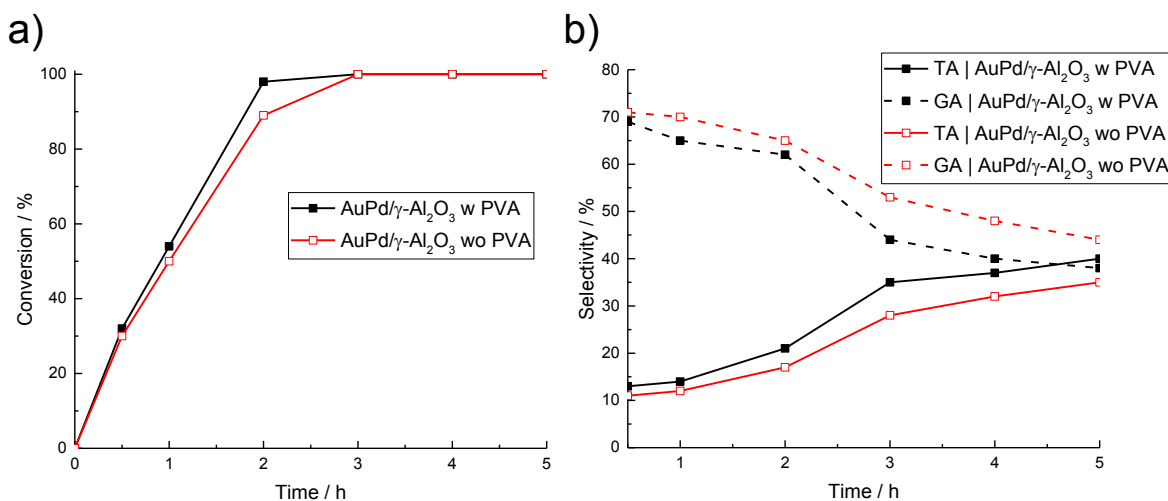 a)
100
80
60
40
20
0
Conversion / %
0 1 2 3 4 5
Time / h
AuPd/γ-Al₂O₃ w PVA
AuPd/γ-Al₂O₃ wo PVA
b)
80
70
60
50
40
30
20
10
0
Selectivity / %
1 2 3 4 5
Time / h
TA | AuPd/γ-Al₂O₃ w PVA
GA | AuPd/γ-Al₂O₃ w PVA
TA | AuPd/γ-Al₂O₃ wo PVA
GA | AuPd/γ-Al₂O₃ wo PVA